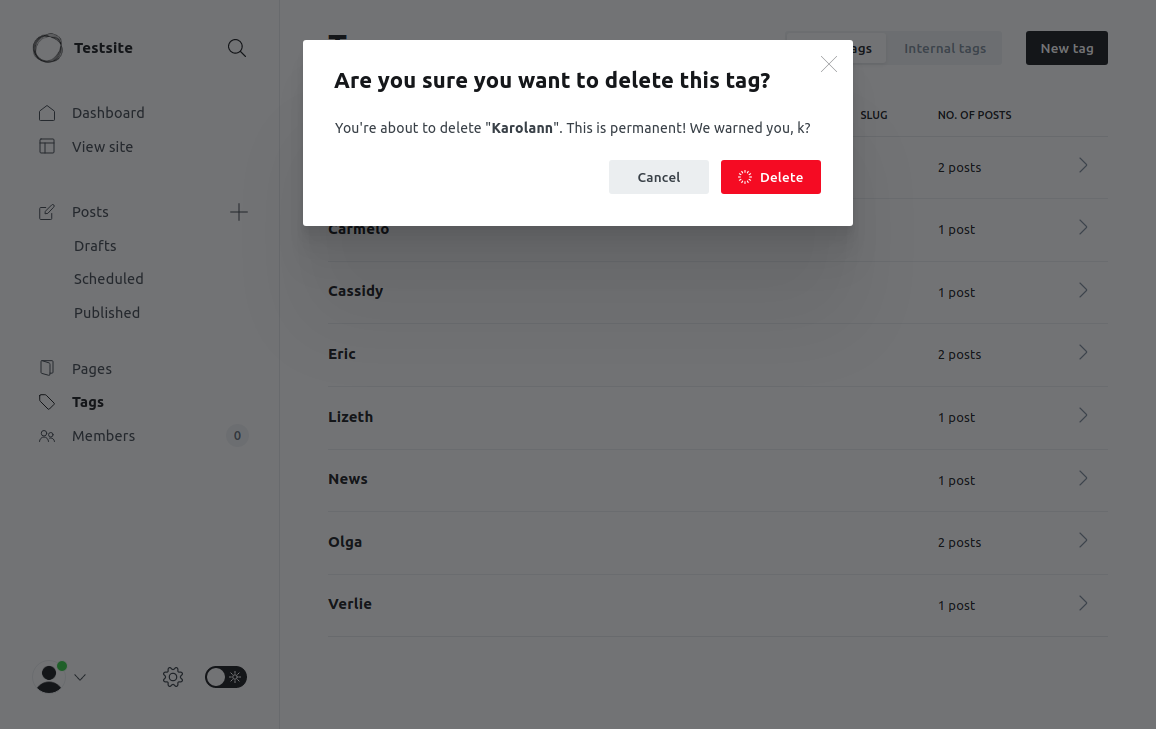 Testsite
Dashboard
View site
Posts
Drafts
Scheduled
Published
Pages
Tags
Members
0
Internal tags
New tag
Are you sure you want to delete this tag?
You're about to delete "Karolann". This is permanent! We warned you, k?
Cancel
Delete
SLUG
NO. OF POSTS
2 posts
Carmelo
1 post
Cassidy
1 post
Eric
2 posts
Lizeth
1 post
News
1 post
Olga
2 posts
Verlie
1 post